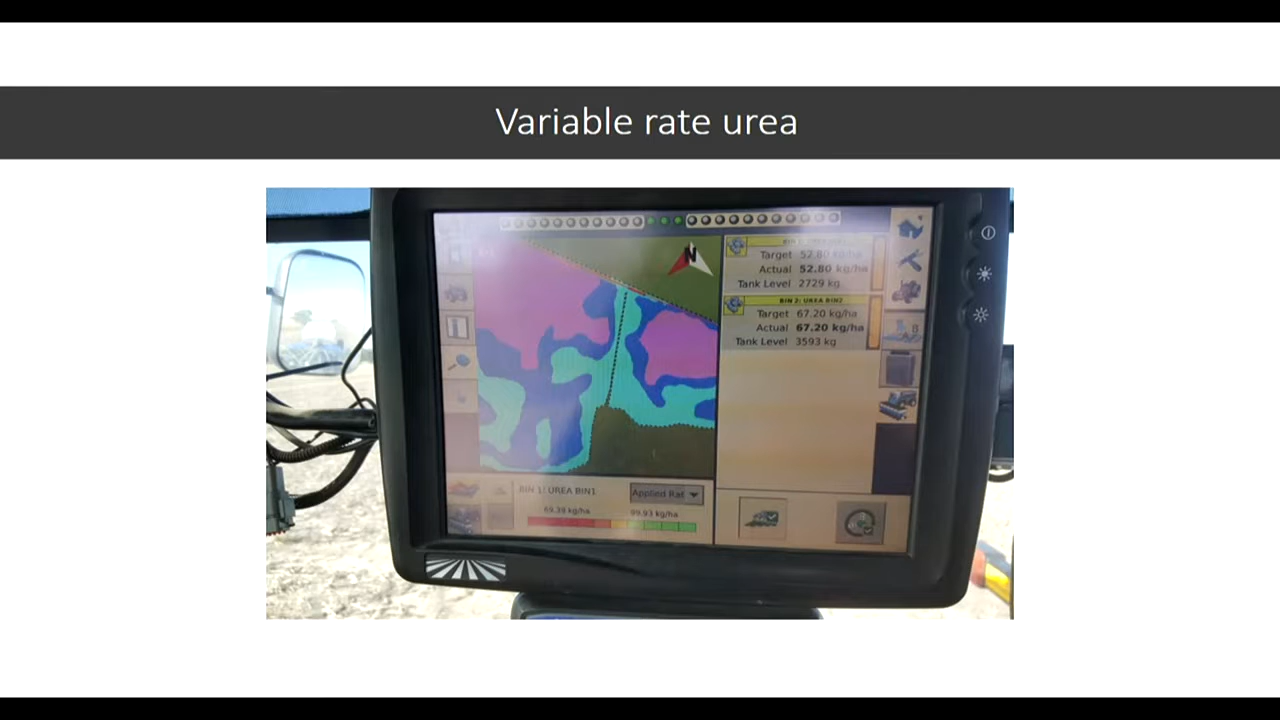 Variable rate urea
N
Target 52.80 kg/ha
Actual 52.80 kg/ha
Tank Level 2729 kg
BIN 2: UREA BIN2
Target 67.20 kg/ha
Actual 67.20 kg/ha
Tank Level 3593 kg
8
BIN 1: UREA BIN1
Applied Rat
69.39 kg/ha 99.93 kg/ha